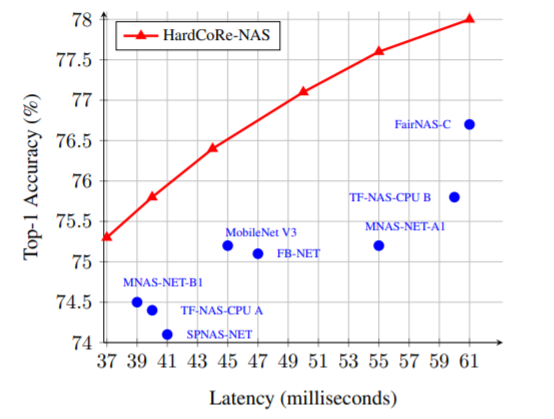 HardCoRe-NAS
78
77.5
77
76.5
76
75.5
75
74.5
74
Top-1 Accuracy (%)
FairNAS-C
TF-NAS-CPU B
MNAS-NET-A1
MobileNet V3
FB-NET
MNAS-NET-B1
TF-NAS-CPU A
SPNAS-NET
37 39 41 43 45 47 49 51 53 55 57 59 61
Latency (milliseconds)